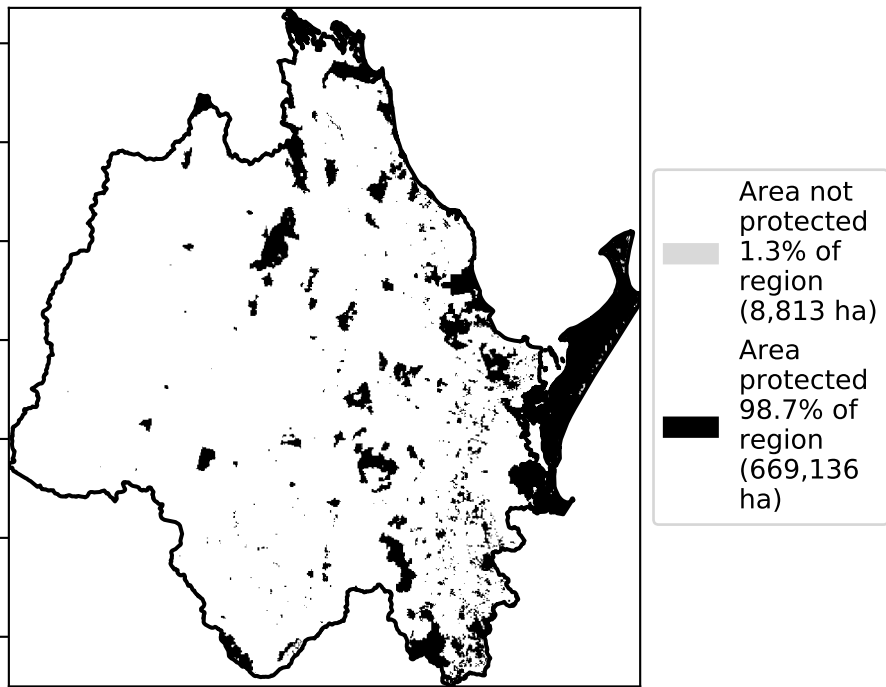 Area not
protected
1.3% of
region
(8,813 ha)
Area
protected
98.7% of
region
(669,136
ha)